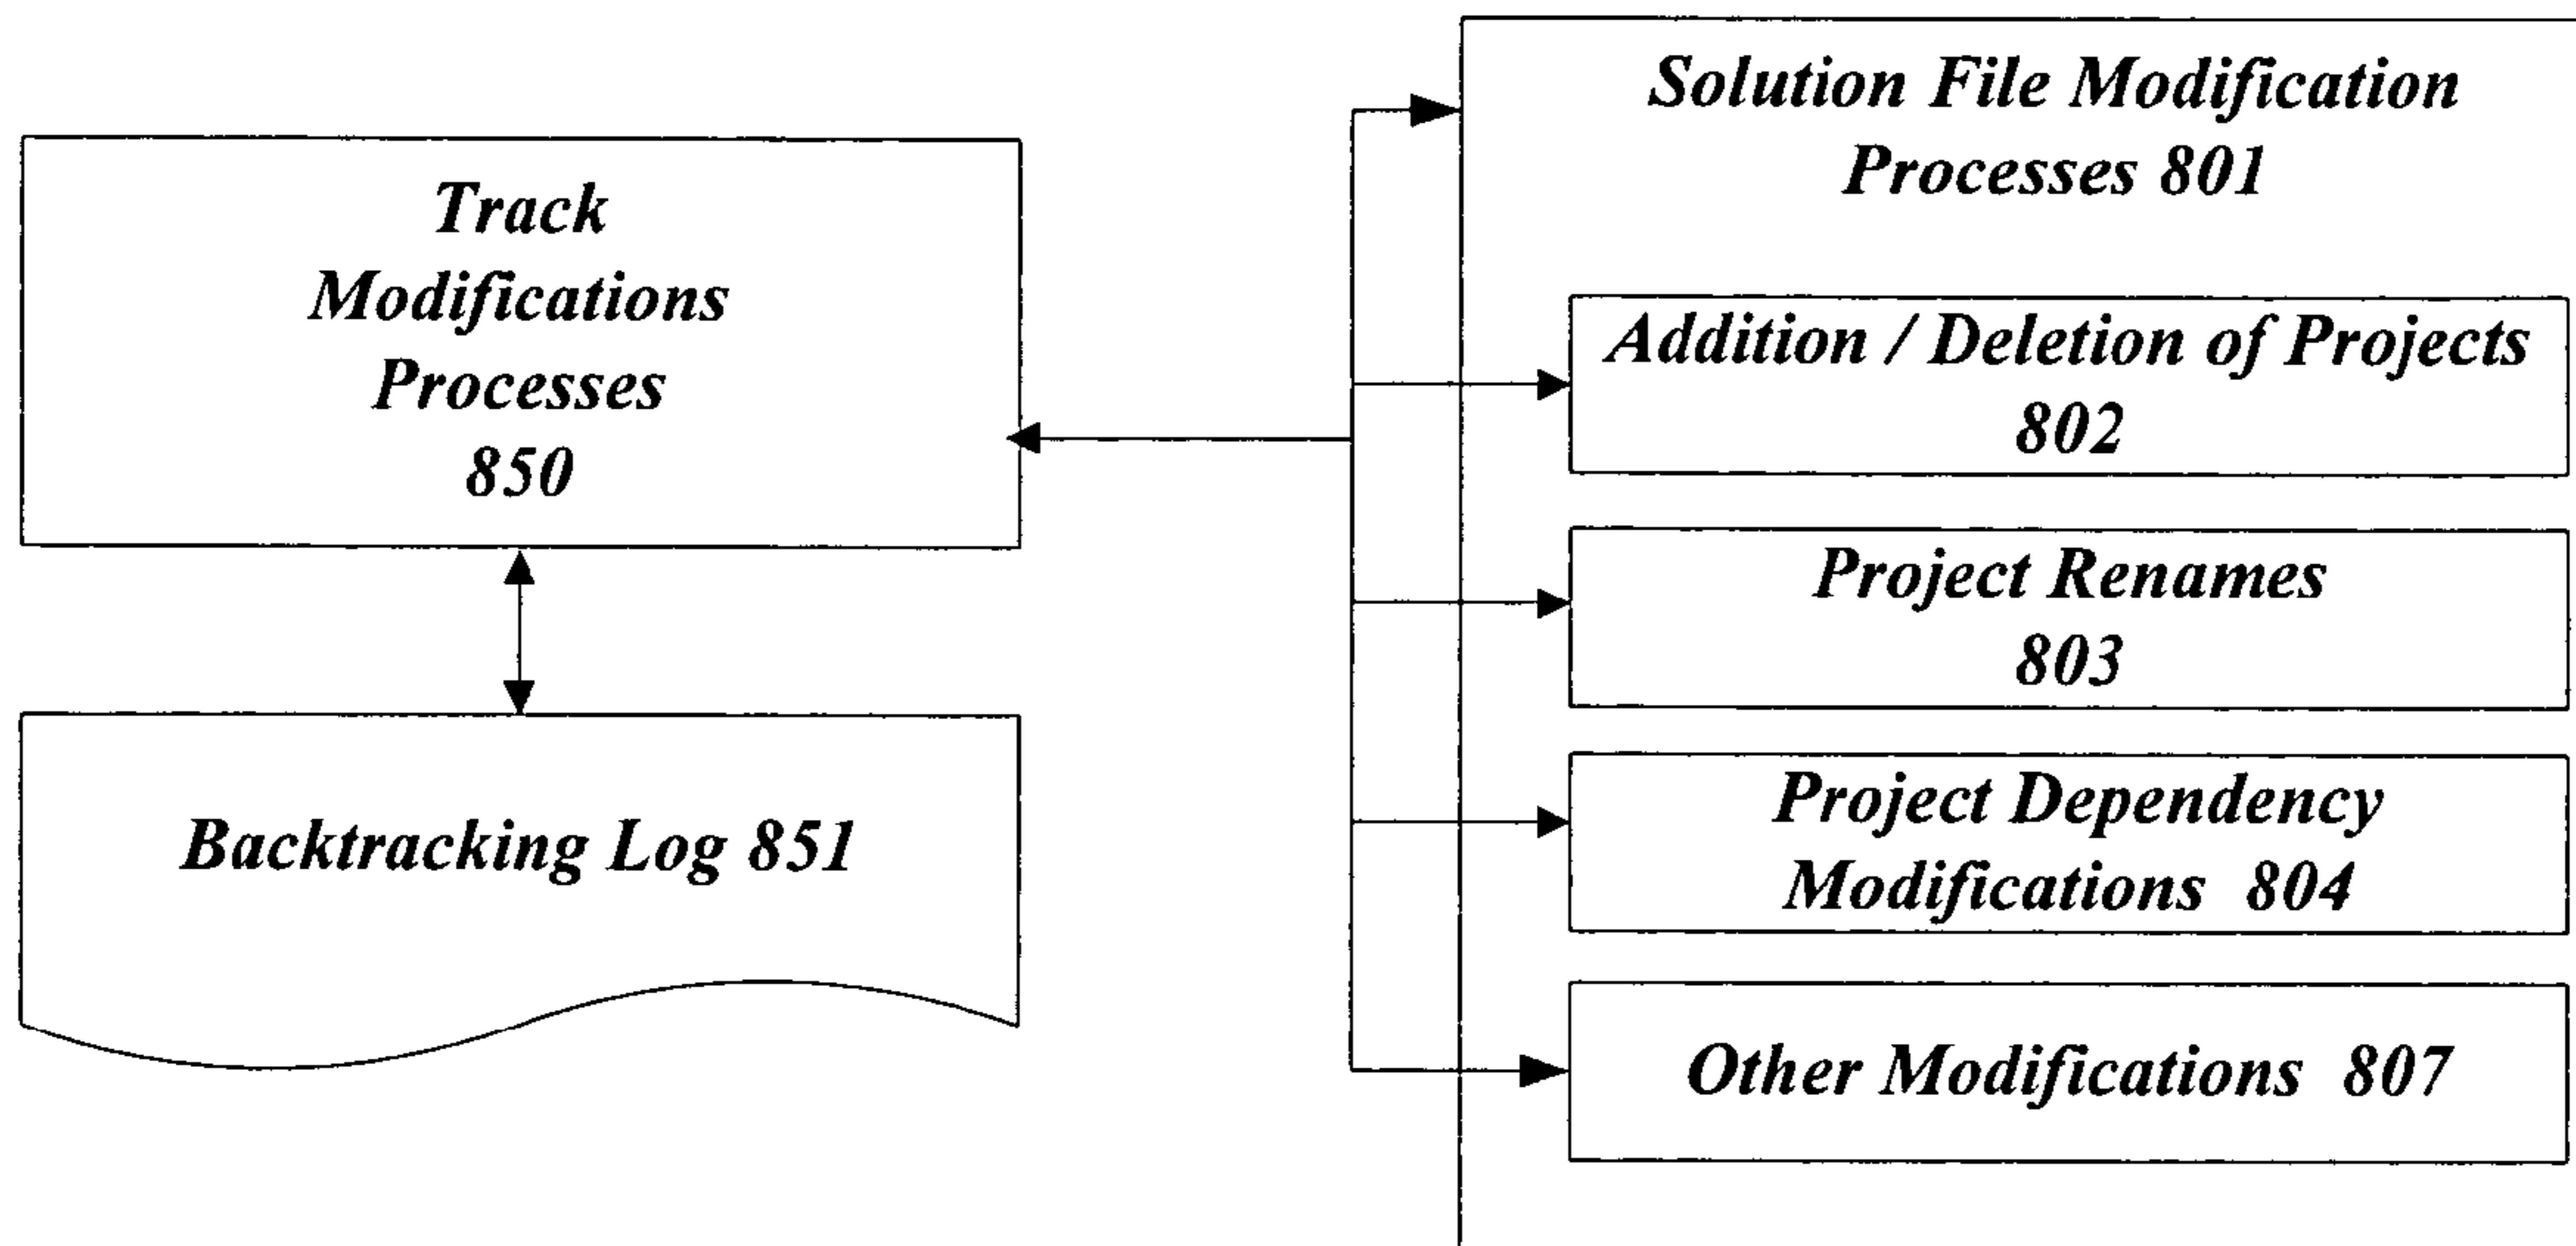 Track
Modifications
Processes
850
Backtracking Log 851
Solution File Modification
Processes 801
Addition / Deletion of Projects
802
Project Renames
803
Project Dependency
Modifications 804
Other Modifications 807